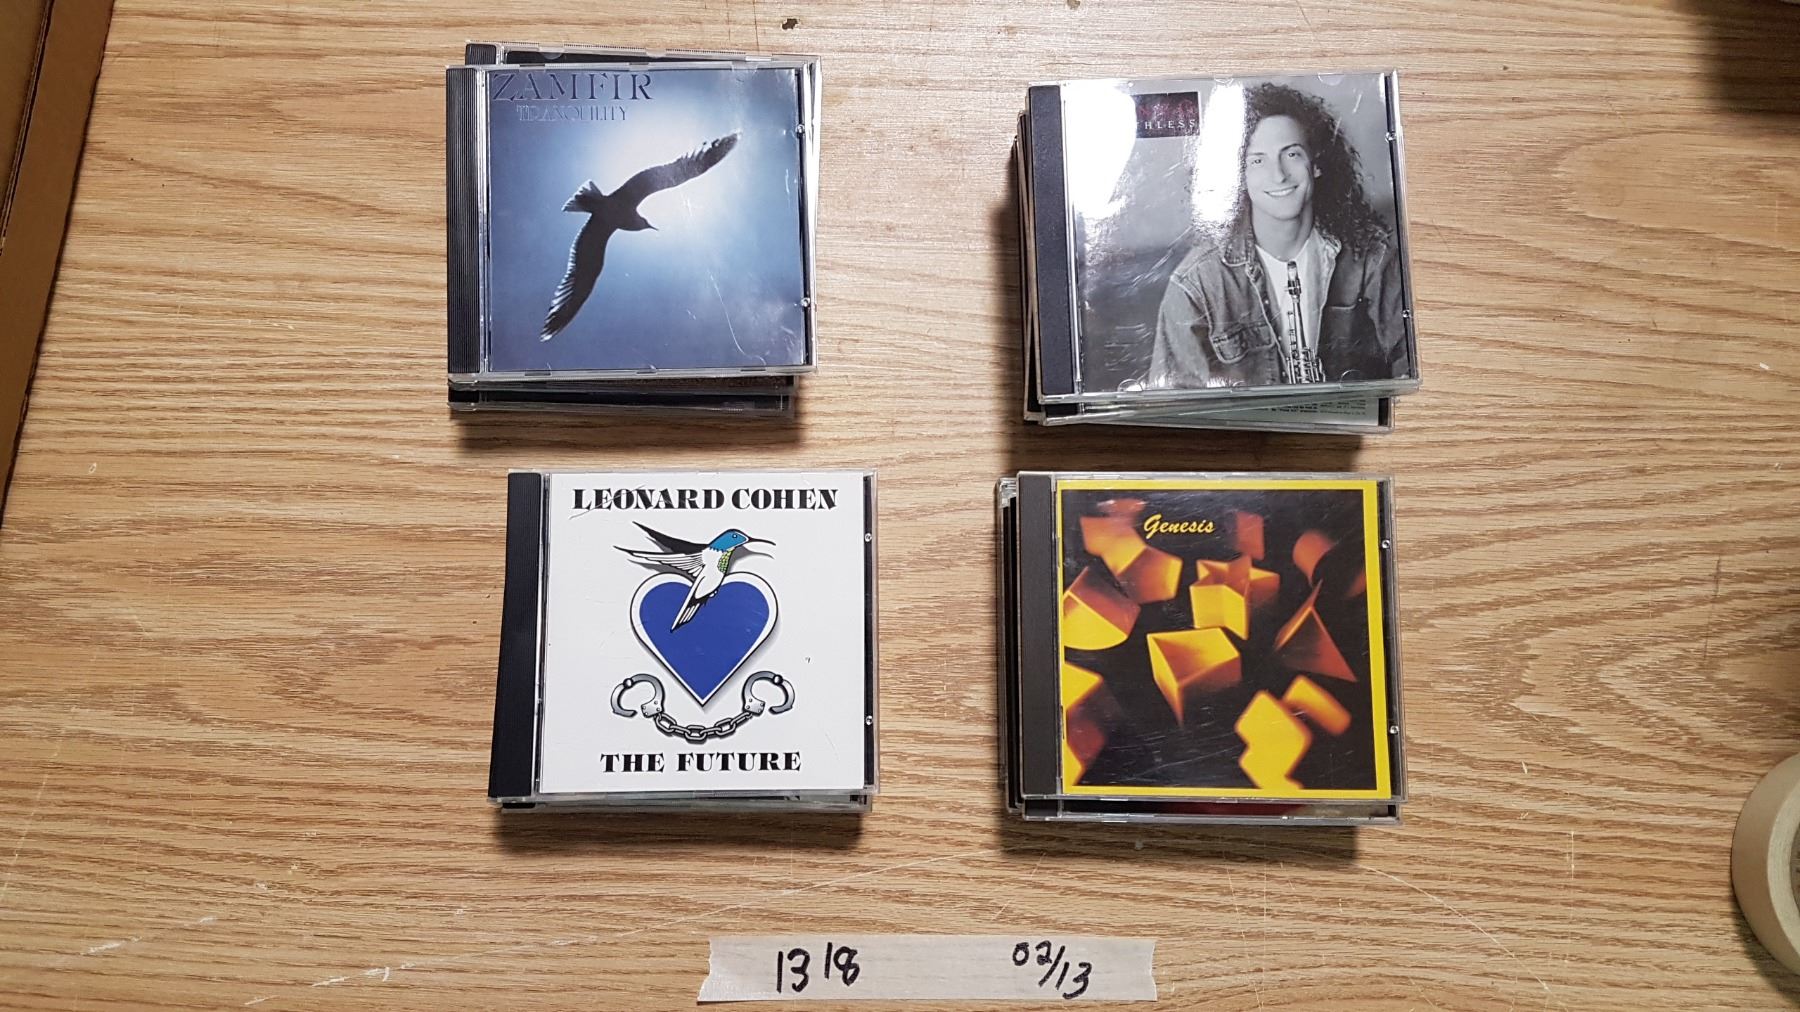 ZAMFIR
TRANQUILITY
THLESS
LEONARD COHEN
THE FUTURE
Genesis
1318 02/13